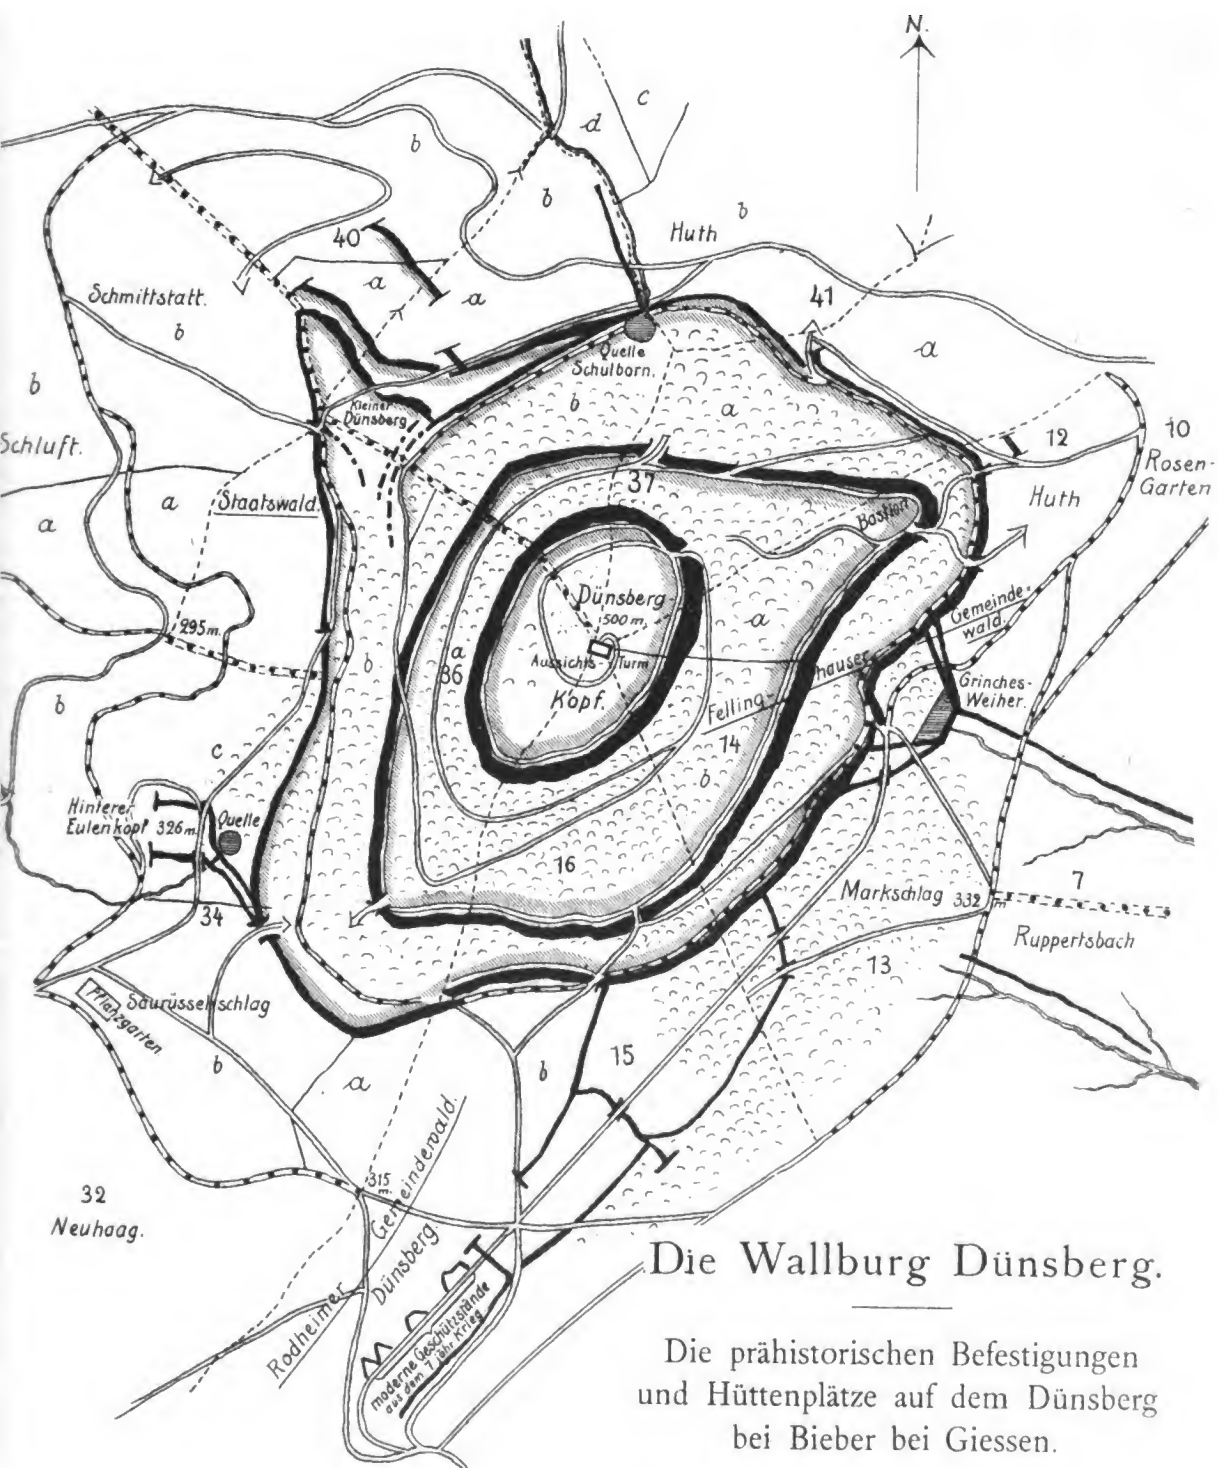 N.
c
d
b
b
b
40
Huth
a
a
41
Schmittstatt.
b
a
Quelle
Schulborn.
b
b
a
Kleiner
Dünsberg
12
10
Rosen-
Garten
Schluft.
37
Huth
Staatswald.
a
a
Bastion
Dünsberg
500 m.
Gemeinde-
wald.
295 m.
b
a
36
a
Aussichts-
Turm
Kopf.
Felling-
hauser
Grinches-
Weiher.
b
c
14
b
Hinterer
Eulenkopf
326 m.
Quelle
16
34
Markschlag 332 m
7
Ruppertsbach
13
Pflanzgarten
Saurüsselschlag
b
a
b
15
315
m.
32
Neuhaag.
Rodheimer
Gemeindewald.
Dünsberg.
moderne Geschützstände
aus dem 7 jähr Krieg
Die Wallburg Dünsberg.
Die prähistorischen Befestigungen
und Hüttenplätze auf dem Dünsberg
bei Bieber bei Giessen.